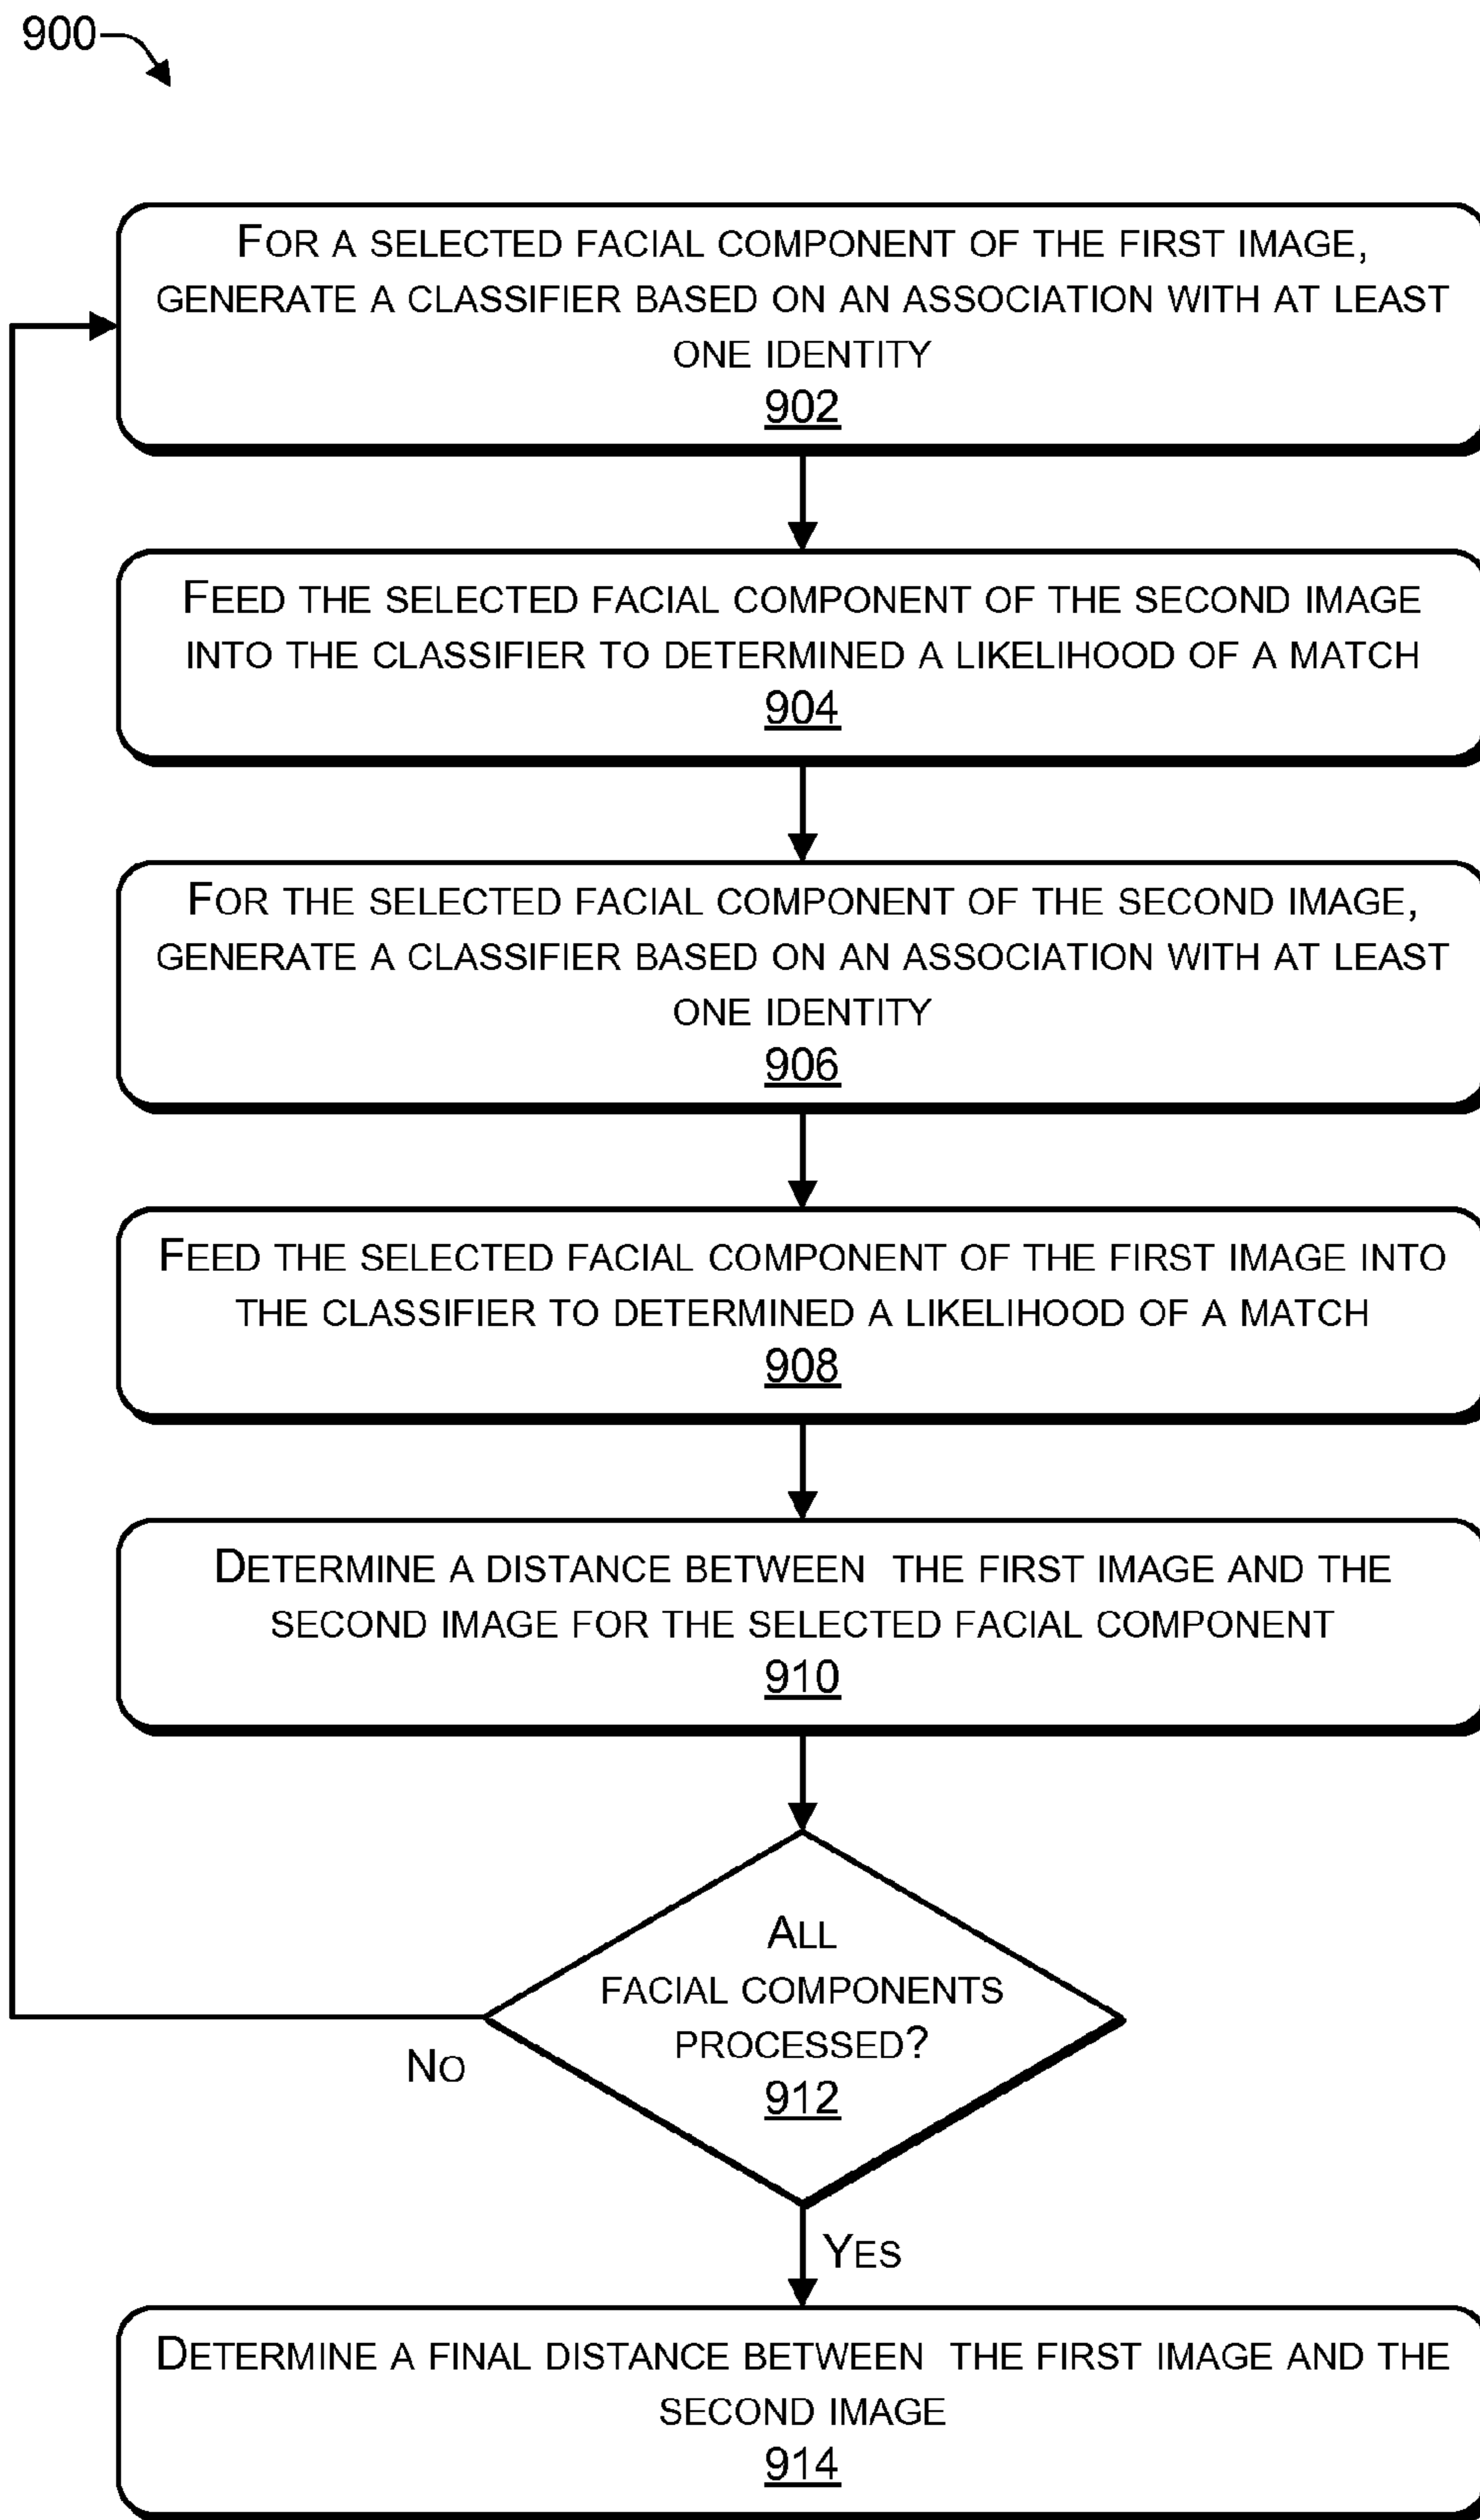 900
FOR A SELECTED FACIAL COMPONENT OF THE FIRST IMAGE,
GENERATE A CLASSIFIER BASED ON AN ASSOCIATION WITH AT LEAST
ONE IDENTITY
902
FEED THE SELECTED FACIAL COMPONENT OF THE SECOND IMAGE
INTO THE CLASSIFIER TO DETERMINED A LIKELIHOOD OF A MATCH
904
FOR THE SELECTED FACIAL COMPONENT OF THE SECOND IMAGE,
GENERATE A CLASSIFIER BASED ON AN ASSOCIATION WITH AT LEAST
ONE IDENTITY
906
FEED THE SELECTED FACIAL COMPONENT OF THE FIRST IMAGE INTO
THE CLASSIFIER TO DETERMINED A LIKELIHOOD OF A MATCH
908
DETERMINE A DISTANCE BETWEEN THE FIRST IMAGE AND THE
SECOND IMAGE FOR THE SELECTED FACIAL COMPONENT
910
ALL
FACIAL COMPONENTS
PROCESSED?
912
NO
YES
DETERMINE A FINAL DISTANCE BETWEEN THE FIRST IMAGE AND THE
SECOND IMAGE
914